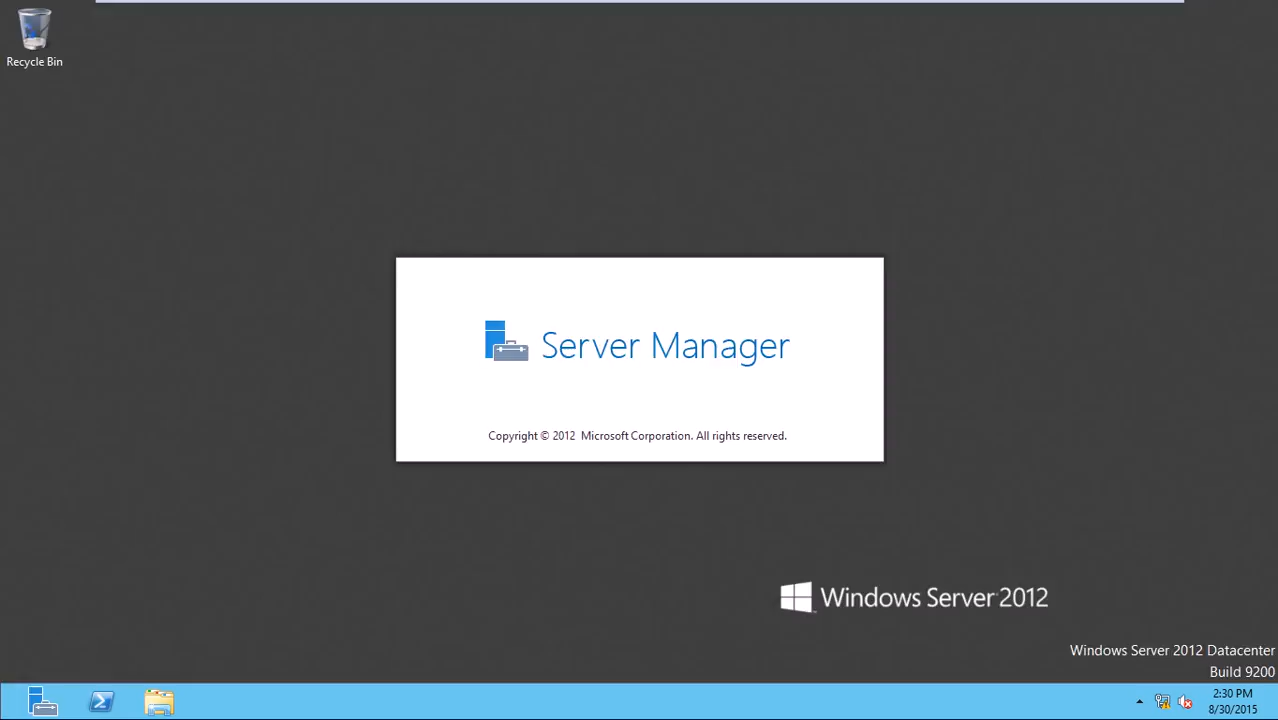 Recycle Bin
Server Manager
Copyright © 2012 Microsoft Corporation. All rights reserved.
Windows Server 2012
Windows Server 2012 Datacenter
Build 9200
2:30 PM
8/30/2015